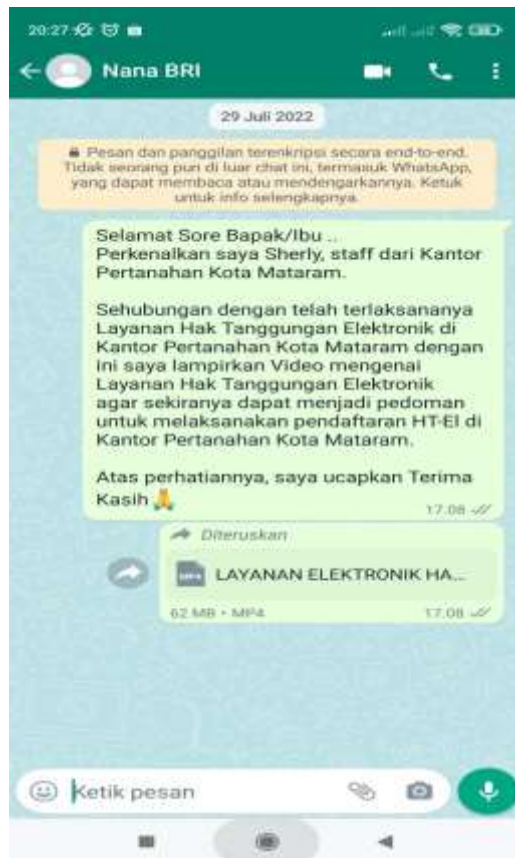 20:27
Nana BRI
29 Juli 2022
Pesan dan panggilan terenkripsi secara end-to-end.
Tidak seorang pun di luar chat ini, termasuk WhatsApp,
yang dapat membaca atau mendengarkannya. Ketuk
untuk info selengkapnya.
Selamat Sore Bapak/Ibu ..
Perkenalkan saya Sherly, staff dari Kantor
Pertanahan Kota Mataram.
Sehubungan dengan telah terlaksananya
Layanan Hak Tanggungan Elektronik di
Kantor Pertanahan Kota Mataram dengan
ini saya lampirkan Video mengenai
Layanan Hak Tanggungan Elektronik
agar sekiranya dapat menjadi pedoman
untuk melaksanakan pendaftaran HT-El di
Kantor Pertanahan Kota Mataram.
Atas perhatiannya, saya ucapkan Terima
Kasih 🙏
17.08
Diteruskan
LAYANAN ELEKTRONIK HA...
62 MB • MP4
17.08
Ketik pesan